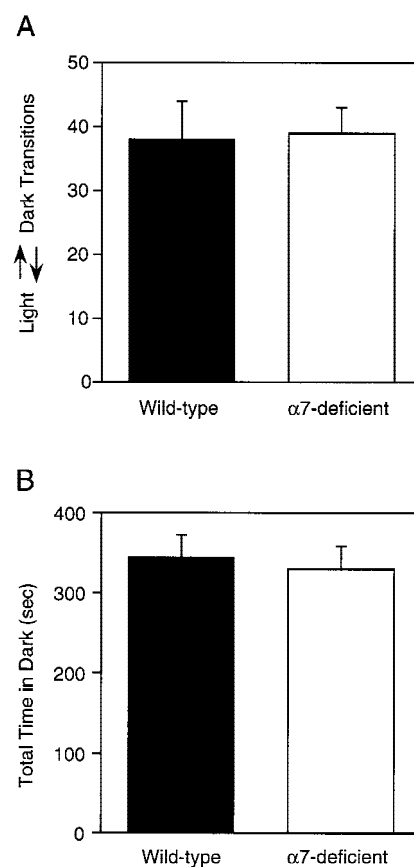 A
50
40
30
20
10
0
Light ↑↓ Dark Transitions
Wild-type α7-deficient
B
400
300
200
100
0
Total Time in Dark (sec)
Wild-type α7-deficient